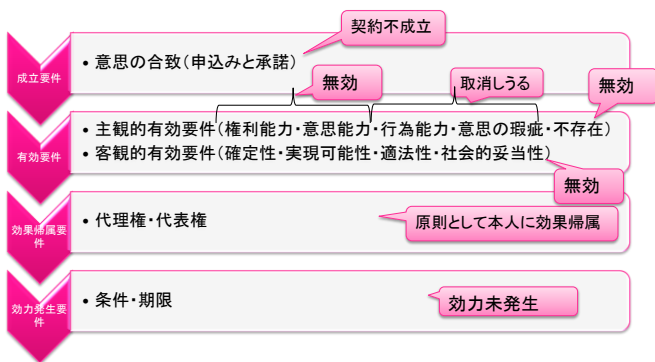 契約不成立
成立要件
• 意思の合致(申込みと承諾)
無効
取消しうる
無効
有効要件
• 主観的有効要件(権利能力・意思能力・行為能力・意思の瑕疵・不存在)
• 客観的有効要件(確定性・実現可能性・適法性・社会的妥当性)
無効
効果帰属要
件
• 代理権・代表権
原則として本人に効果帰属
効力発生要
件
• 条件・期限
効力未発生